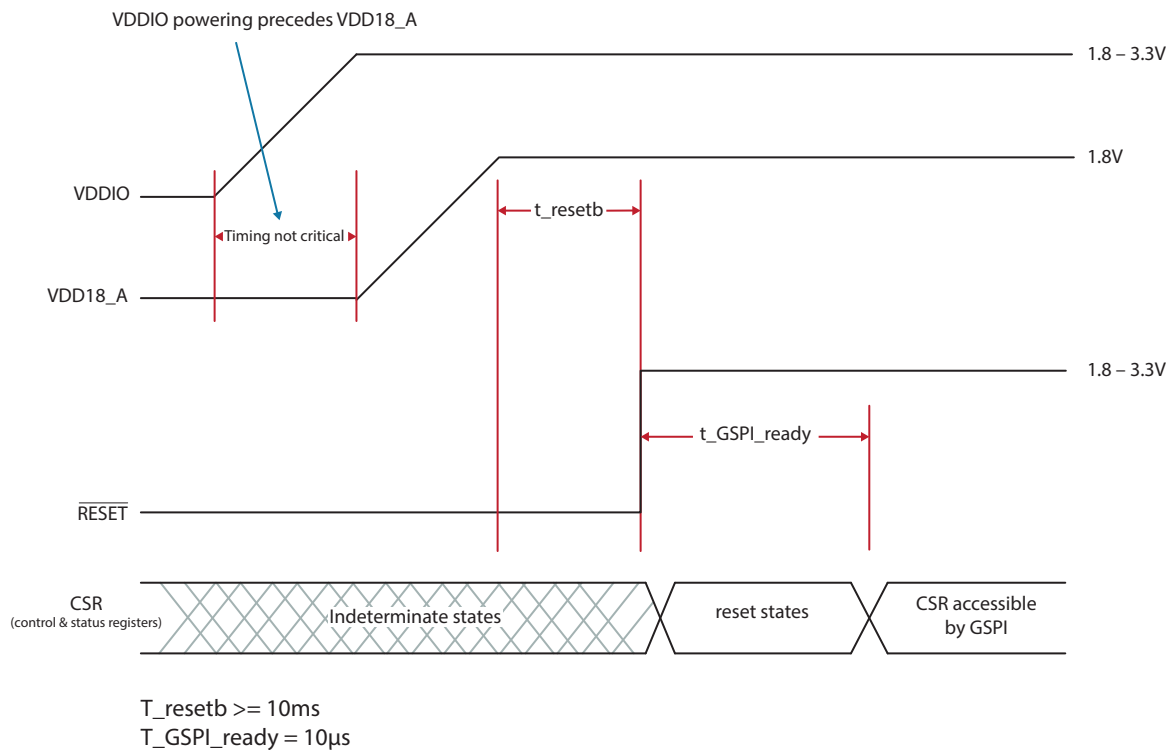 VDDIO powering precedes VDD18_A
1.8 – 3.3V
1.8V
VDDIO
t_resetb
Timing not critical
VDD18_A
1.8 – 3.3V
t_GSPI_ready
RESET
CSR
(control & status registers)
Indeterminate states
reset states
CSR accessible
by GSPI
T_resetb >= 10ms
T_GSPI_ready = 10μs